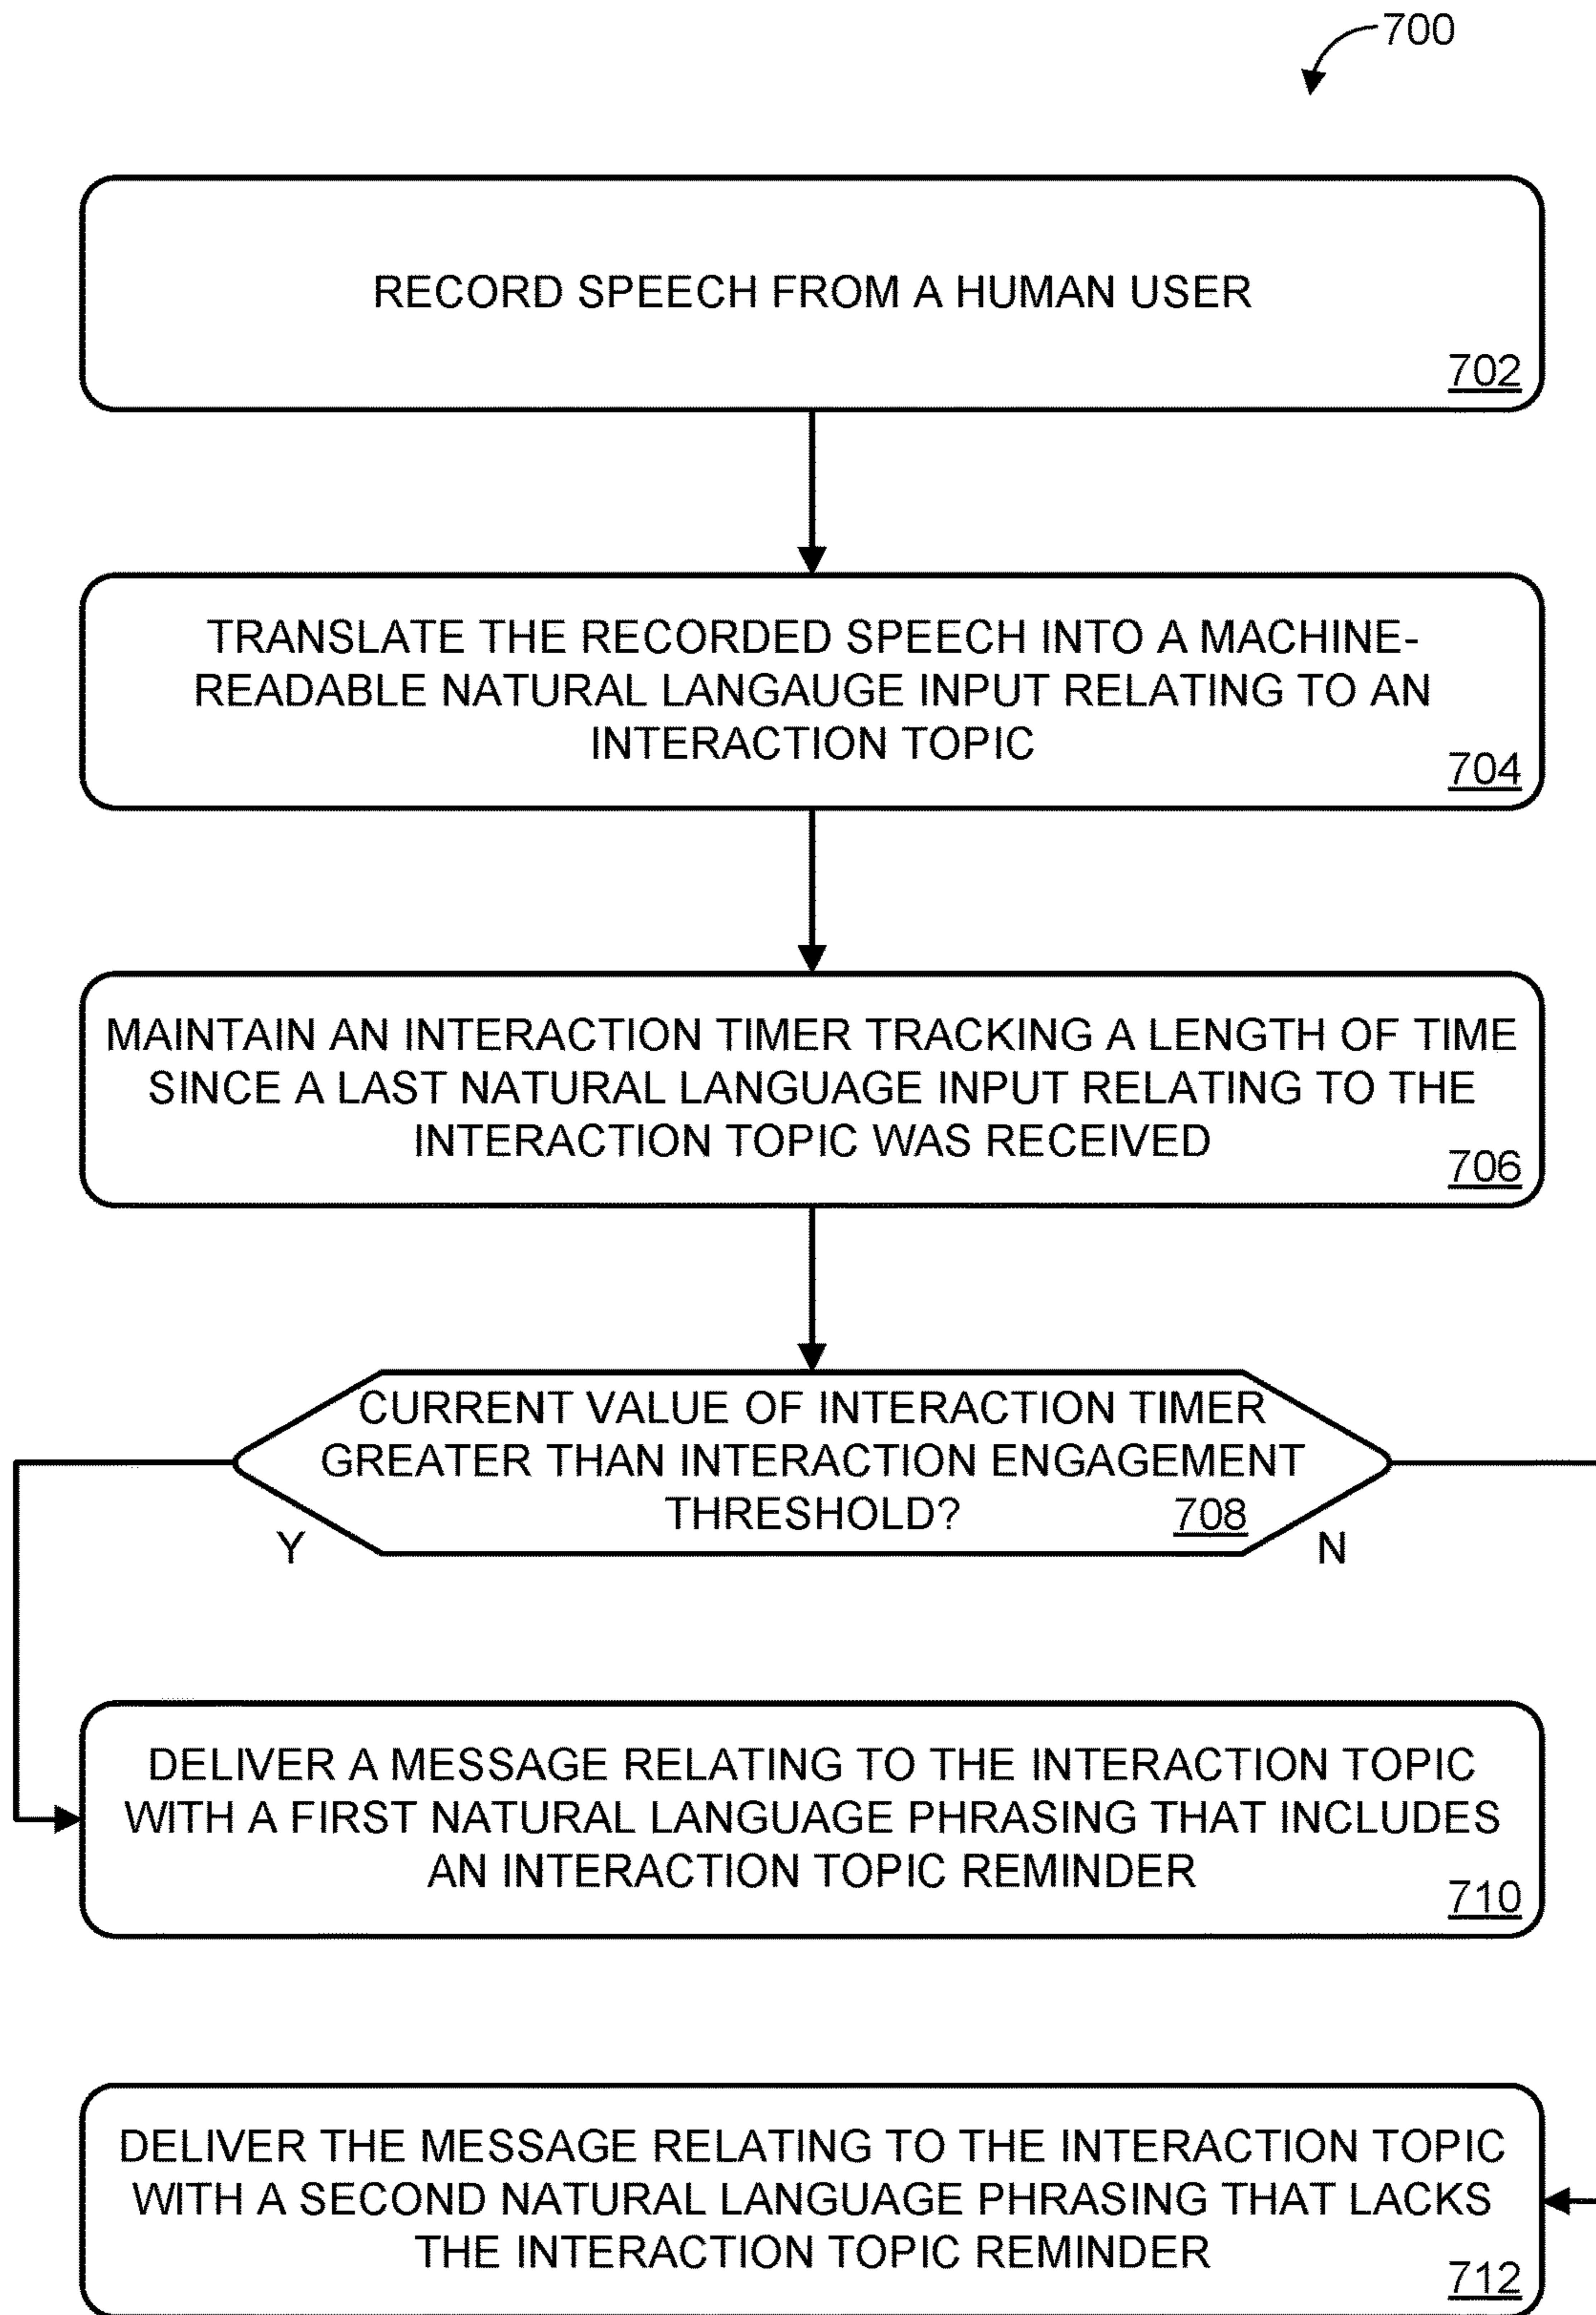 700
RECORD SPEECH FROM A HUMAN USER
702
TRANSLATE THE RECORDED SPEECH INTO A MACHINE-
READABLE NATURAL LANGAUGE INPUT RELATING TO AN
INTERACTION TOPIC
704
MAINTAIN AN INTERACTION TIMER TRACKING A LENGTH OF TIME
SINCE A LAST NATURAL LANGUAGE INPUT RELATING TO THE
INTERACTION TOPIC WAS RECEIVED
706
CURRENT VALUE OF INTERACTION TIMER
GREATER THAN INTERACTION ENGAGEMENT
THRESHOLD?
708
Y
N
DELIVER A MESSAGE RELATING TO THE INTERACTION TOPIC
WITH A FIRST NATURAL LANGUAGE PHRASING THAT INCLUDES
AN INTERACTION TOPIC REMINDER
710
DELIVER THE MESSAGE RELATING TO THE INTERACTION TOPIC
WITH A SECOND NATURAL LANGUAGE PHRASING THAT LACKS
THE INTERACTION TOPIC REMINDER
712